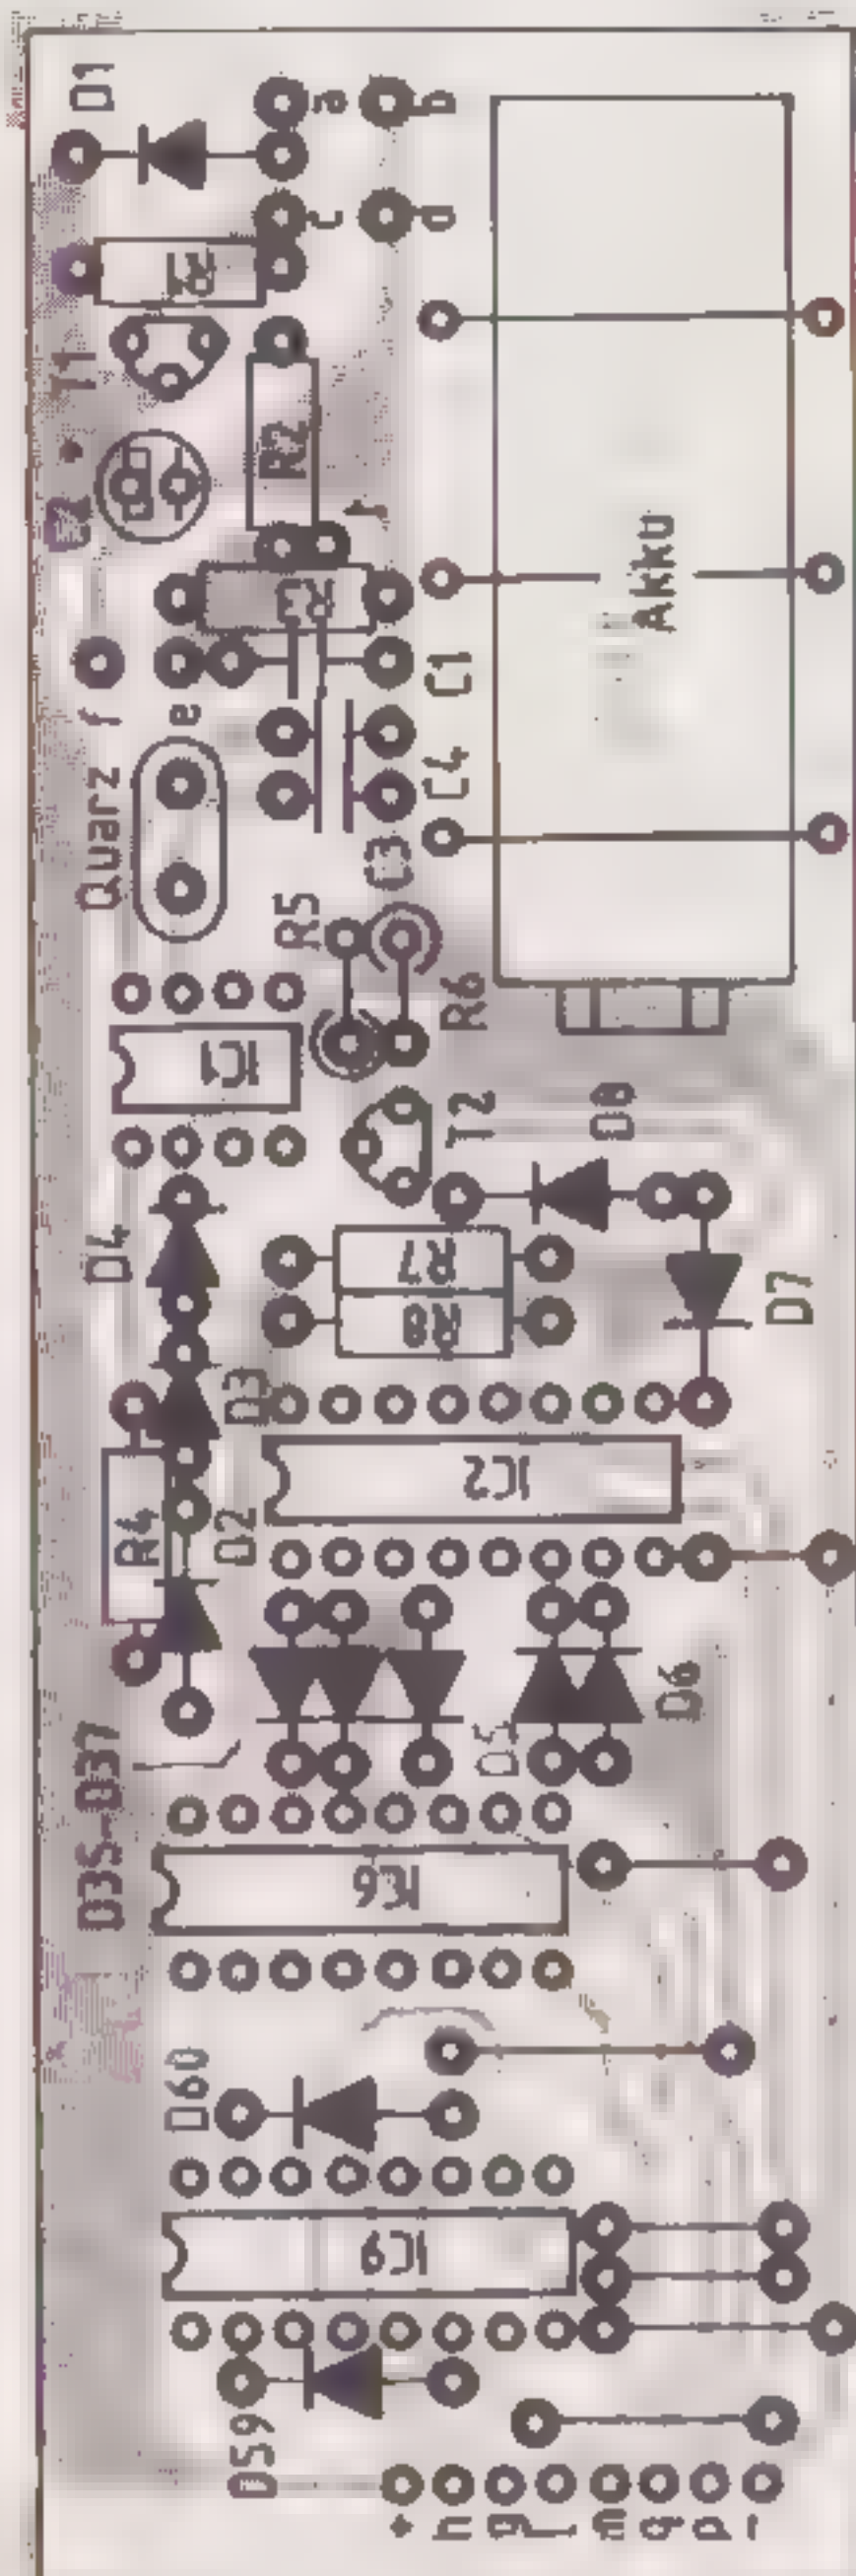 D1
a
b
c
d
R1
T1
R2
R3
Akku
f
e
C1
C4
Quarz
C3
R5
R6
IC1
T2
D8
D4
R7
R8
D7
D3
IC2
R4
D2
D6
D5
D35-D37
IC6
D60
IC9
D59
+ h g l m q p r